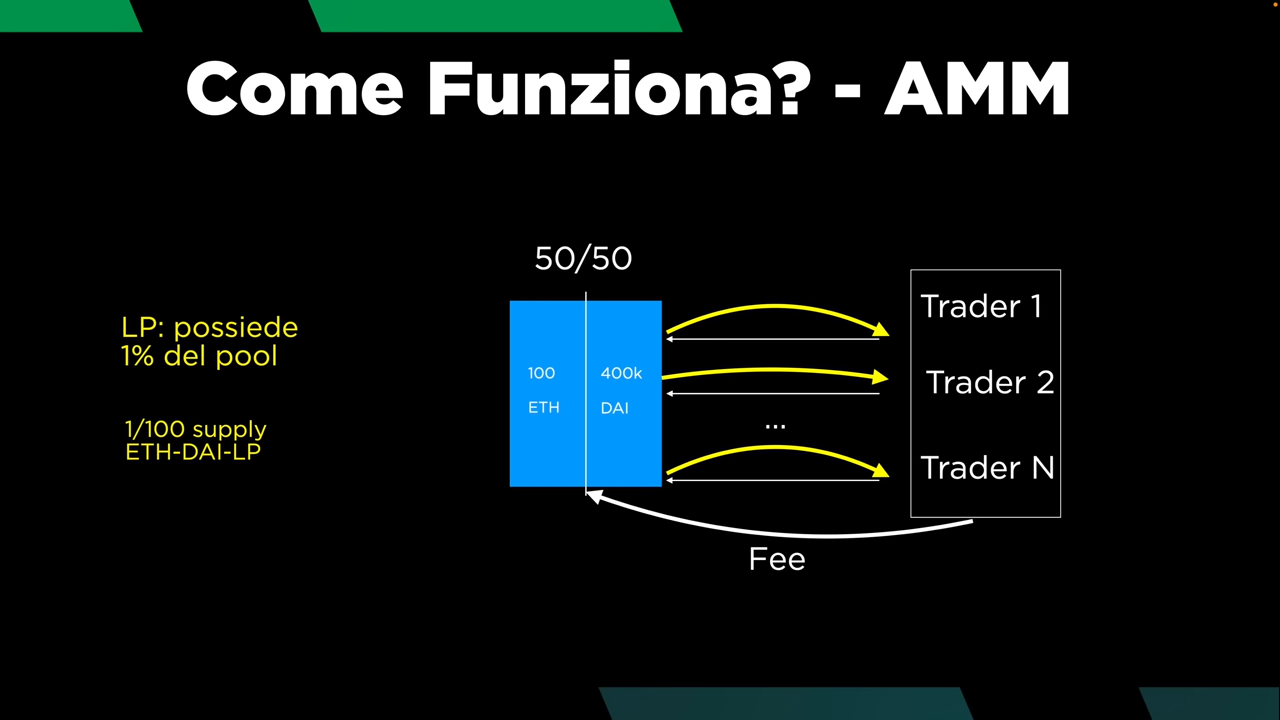 Come Funziona? - AMM
50/50
LP: possiede
1% del pool
1/100 supply
ETH-DAI-LP
100
ETH
400k
DAI
...
Trader 1
Trader 2
Trader N
Fee